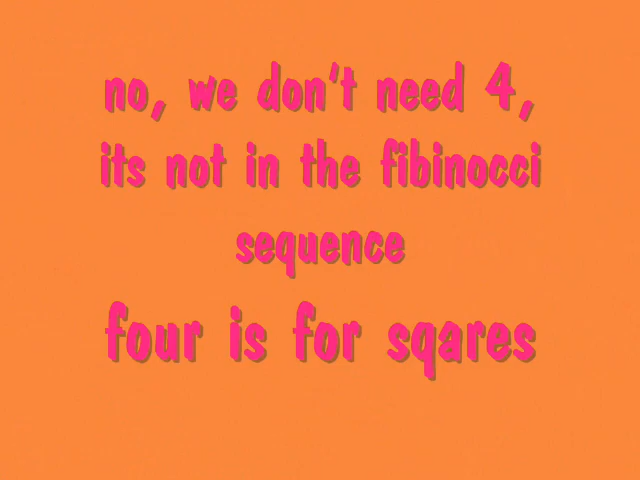 no, we don't need 4,
its not in the fibinocci
sequence
four is for sqares